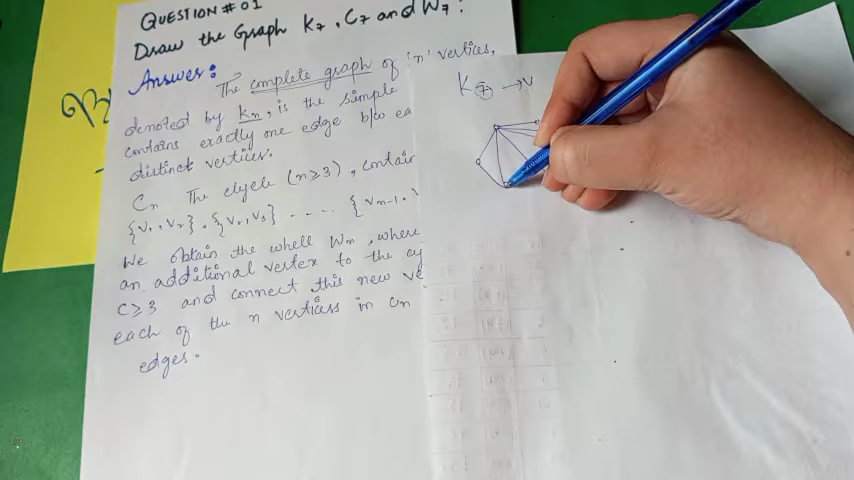 QUESTION # 01
Draw the Graph K7, C7 and W7:
Answer:
The complete graph of 'n' vertices,
denoted by Kn, is the simple
contains exactly one edge b/w ea
distinct vertices.
Cn The clycle (n≥3), contain
{v1, v2}, {v2, v3} ..... {vn-1,
We obtain the whell Wn, where
an additional vertex to the cy
C≥3 and connect this new ve
each of the n vertices in Cn
edges.
K7 → v